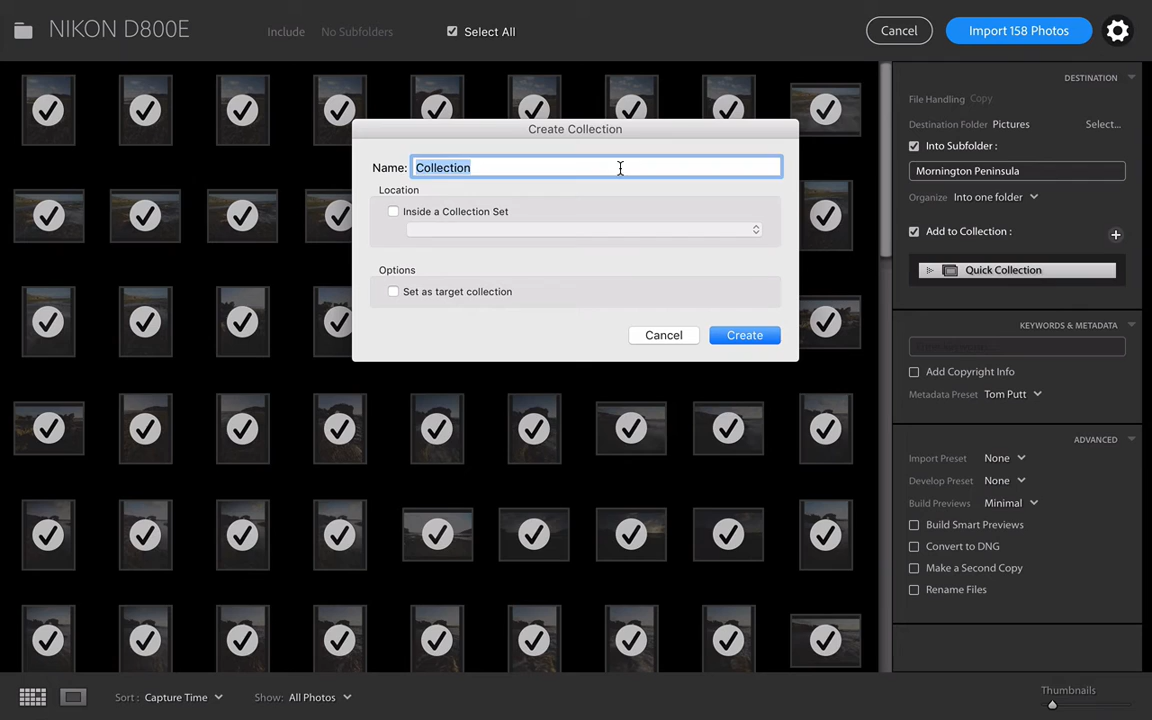 NIKON D800E
Include No Subfolders Select All
Cancel Import 158 Photos
DESTINATION
File Handling Copy
Destination Folder Pictures Select...
Into Subfolder :
Mornington Peninsula
Organize Into one folder
Add to Collection :
Quick Collection
Create Collection
Name: Collection
Location
Inside a Collection Set
Options
Set as target collection
Cancel Create
KEYWORDS & METADATA
Add Copyright Info
Metadata Preset Tom Putt
ADVANCED
Import Preset None
Develop Preset None
Build Previews Minimal
Build Smart Previews
Convert to DNG
Make a Second Copy
Rename Files
Sort : Capture Time Show: All Photos
Thumbnails